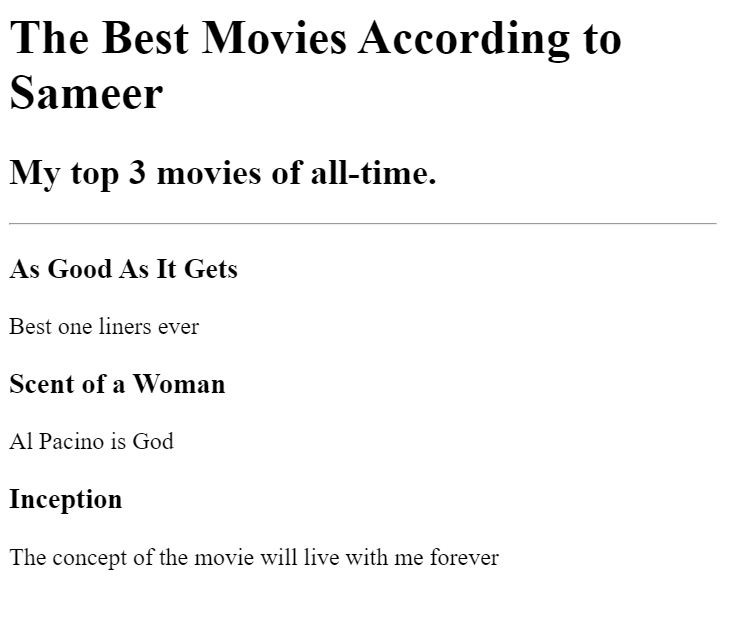 The Best Movies According to
Sameer
My top 3 movies of all-time.
As Good As It Gets
Best one liners ever
Scent of a Woman
Al Pacino is God
Inception
The concept of the movie will live with me forever